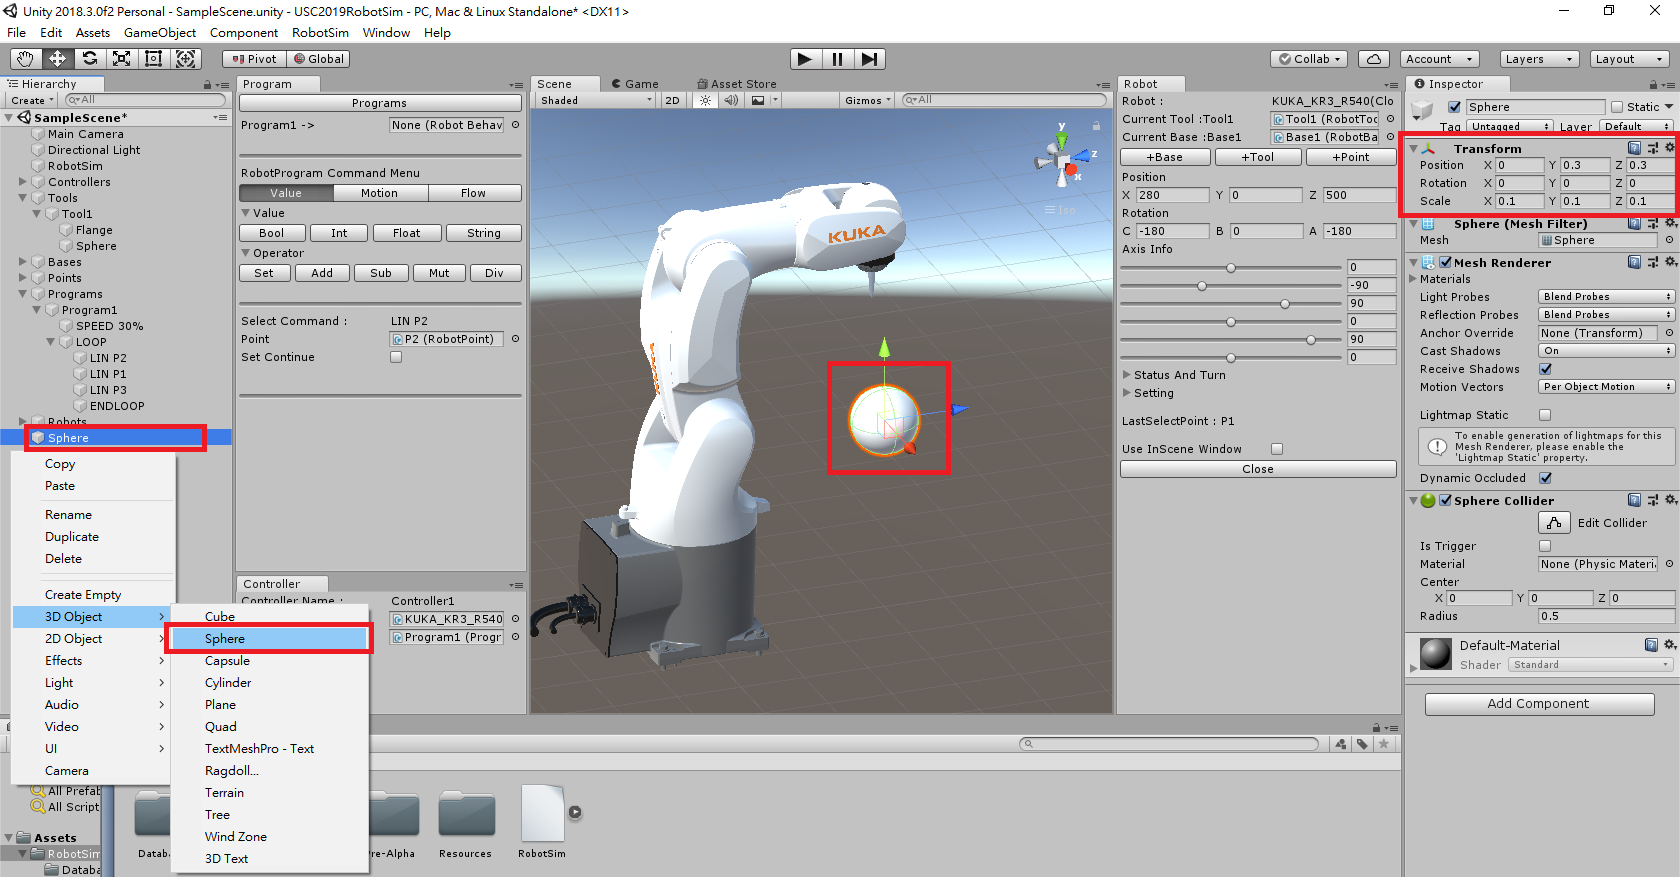 Unity 2018.3.0f2 Personal - SampleScene.unity - USC2019RobotSim - PC, Mac & Linux Standalone* <DX11>
File Edit Assets GameObject Component RobotSim Window Help
Pivot Global Collab Account Layers Layout
Hierarchy
Create All
SampleScene*
Main Camera
Directional Light
RobotSim
Controllers
Tools
Tool1
Flange
Sphere
Bases
Points
Programs
Program1
SPEED 30%
LOOP
LIN P2
LIN P1
LIN P3
ENDLOOP
Robots
Sphere
Copy
Paste
Rename
Duplicate
Delete
Create Empty
3D Object
2D Object
Effects
Light
Audio
Video
UI
Camera
Cube
Sphere
Capsule
Cylinder
Plane
Quad
TextMeshPro - Text
Ragdoll...
Terrain
Tree
Wind Zone
3D Text
Program
Programs
Program1 -> None (Robot Behav
RobotProgram Command Menu
Value Motion Flow
Value
Bool Int Float String
Operator
Set Add Sub Mut Div
Select Command : LIN P2
Point P2 (RobotPoint)
Set Continue
Controller
Controller Name : Controller1
KUKA_KR3_R540
Program1 (Progr
Scene Game Asset Store
Shaded 2D Gizmos All
y
z
x
Iso
KUKA
Robot
Robot : KUKA_KR3_R540(Clo
Current Tool :Tool1 Tool1 (RobotToo
Current Base :Base1 Base1 (RobotBa
+Base +Tool +Point
Position
X 280 Y 0 Z 500
Rotation
C -180 B 0 A -180
Axis Info
0
-90
90
0
90
0
Status And Turn
Setting
LastSelectPoint : P1
Use InScene Window
Close
Inspector
Sphere Static
Tag Untagged Layer Default
Transform
Position X 0 Y 0.3 Z 0.3
Rotation X 0 Y 0 Z 0
Scale X 0.1 Y 0.1 Z 0.1
Sphere (Mesh Filter)
Mesh Sphere
Mesh Renderer
Materials
Light Probes Blend Probes
Reflection Probes Blend Probes
Anchor Override None (Transform)
Cast Shadows On
Receive Shadows
Motion Vectors Per Object Motion
Lightmap Static
To enable generation of lightmaps for this
Mesh Renderer, please enable the
'Lightmap Static' property.
Dynamic Occluded
Sphere Collider
Edit Collider
Is Trigger
Material None (Physic Materi
Center
X 0 Y 0 Z 0
Radius 0.5
Default-Material
Shader Standard
Add Component
All Prefab
All Script
Assets
RobotSim
Databa
Databa
Pre-Alpha
Resources
RobotSim